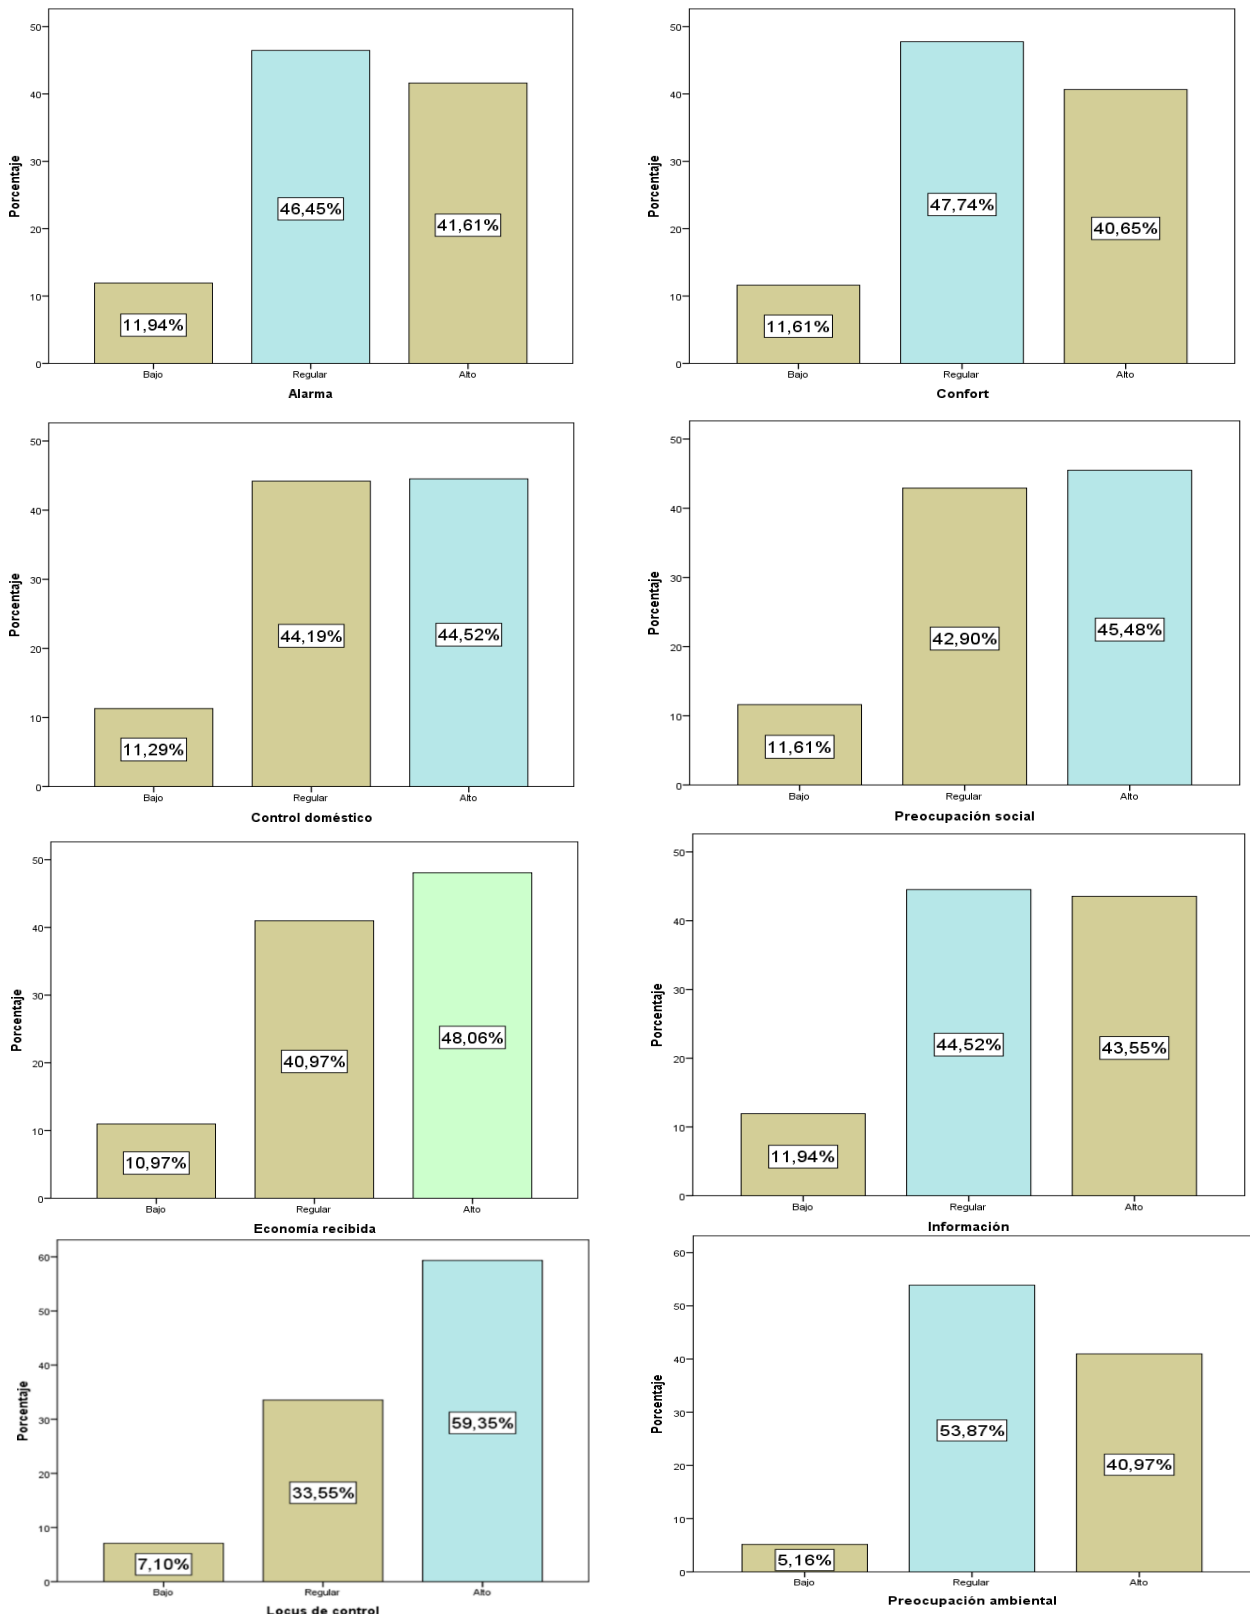 50
40
30
20
10
0
Porcentaje
11,94%
46,45%
41,61%
Bajo
Regular
Alto
Alarma
50
40
30
20
10
0
Porcentaje
11,61%
47,74%
40,65%
Bajo
Regular
Alto
Confort
50
40
30
20
10
0
Porcentaje
11,29%
44,19%
44,52%
Bajo
Regular
Alto
Control doméstico
50
40
30
20
10
0
Porcentaje
11,61%
42,90%
45,48%
Bajo
Regular
Alto
Preocupación social
50
40
30
20
10
0
Porcentaje
10,97%
40,97%
48,06%
Bajo
Regular
Alto
Economía recibida
50
40
30
20
10
0
Porcentaje
11,94%
44,52%
43,55%
Bajo
Regular
Alto
Información
60
50
40
30
20
10
0
Porcentaje
7,10%
33,55%
59,35%
Bajo
Regular
Alto
Locus de control
60
50
40
30
20
10
0
Porcentaje
5,16%
53,87%
40,97%
Bajo
Regular
Alto
Preocupación ambiental